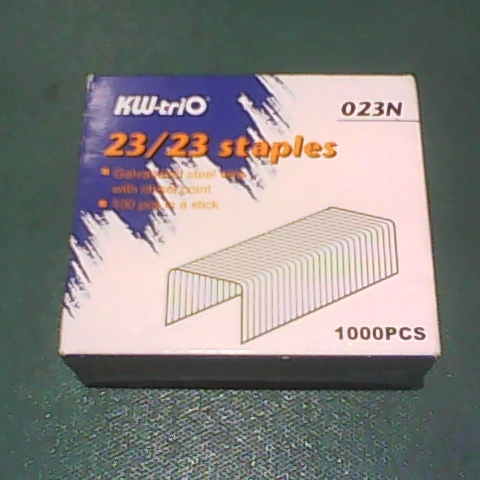 KW-triO
023N
23/23 staples
Galvanized steel wire
with chisel point
100 pcs in a stick
1000PCS